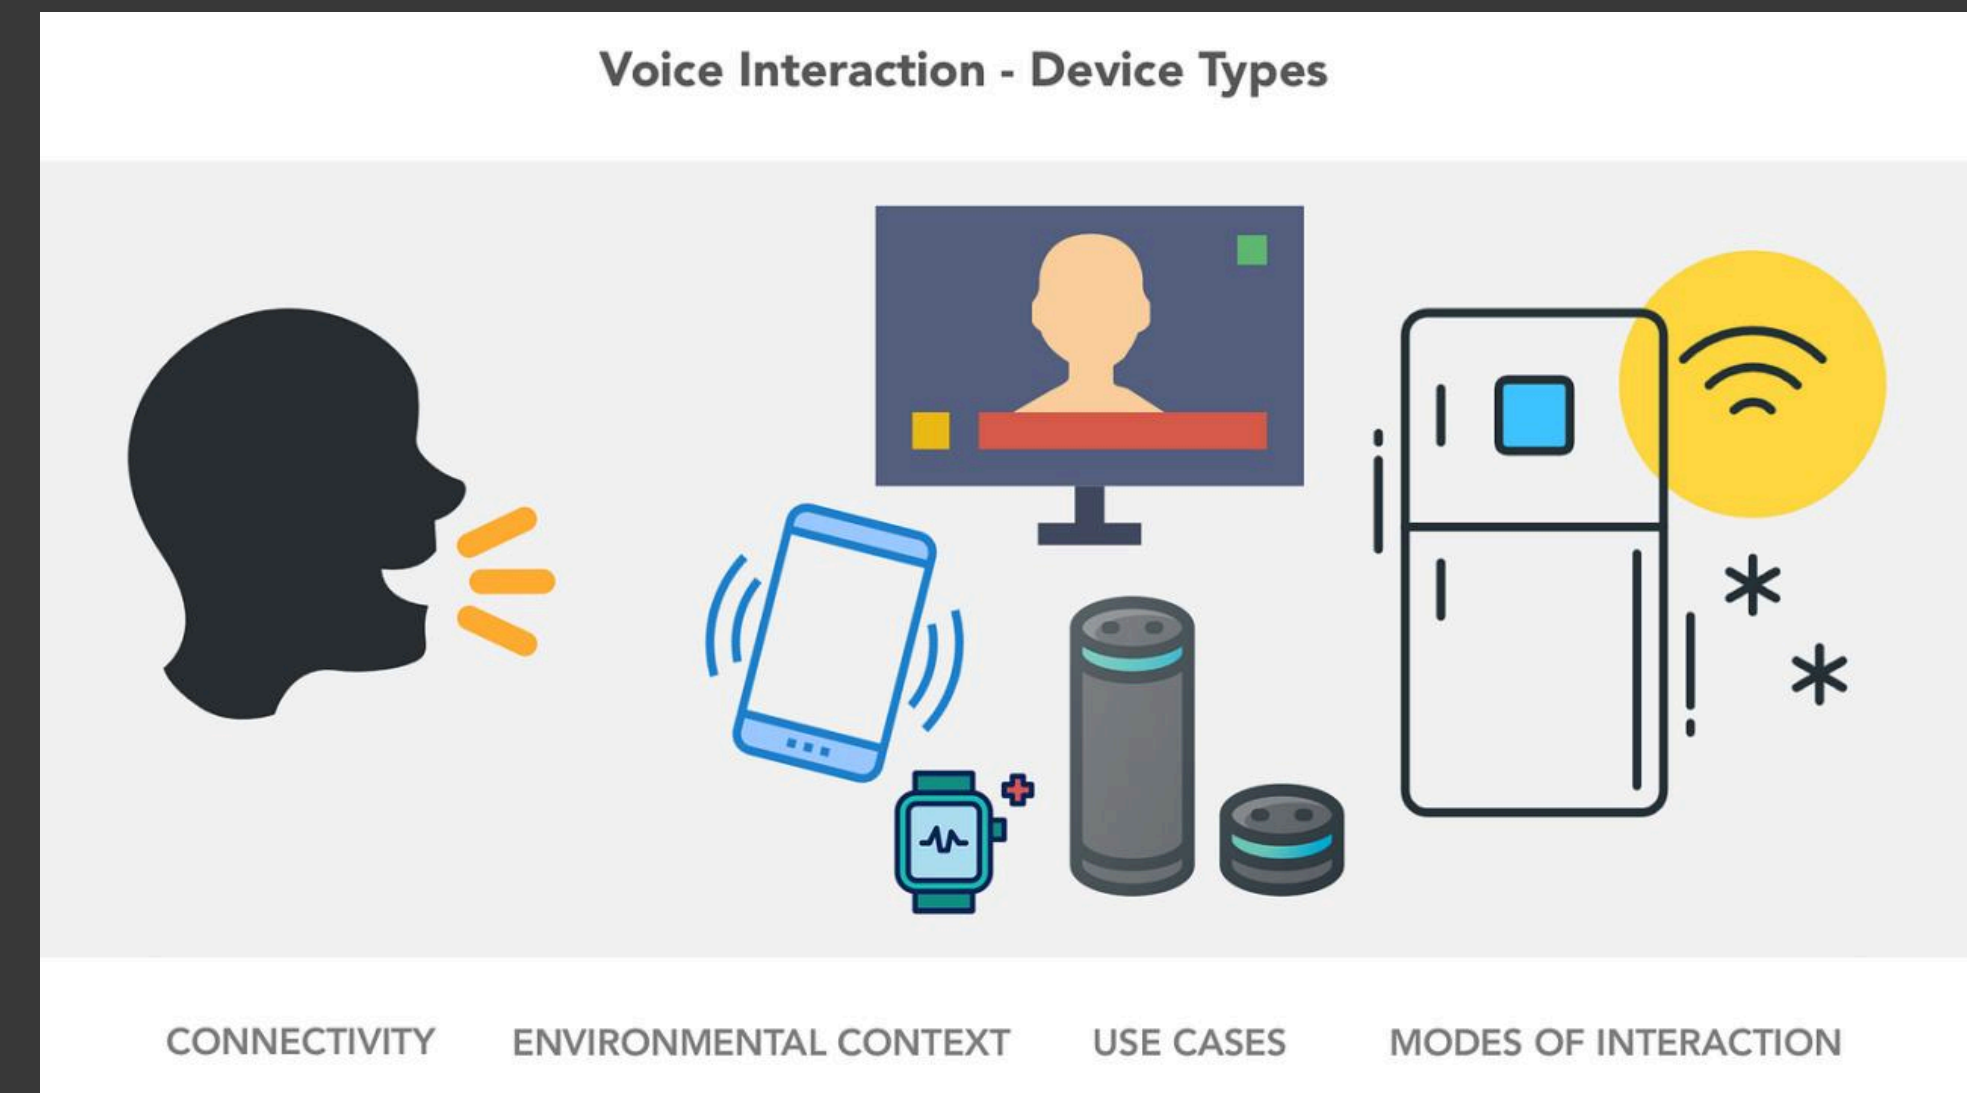 Voice Interaction - Device Types
CONNECTIVITY ENVIRONMENTAL CONTEXT USE CASES MODES OF INTERACTION